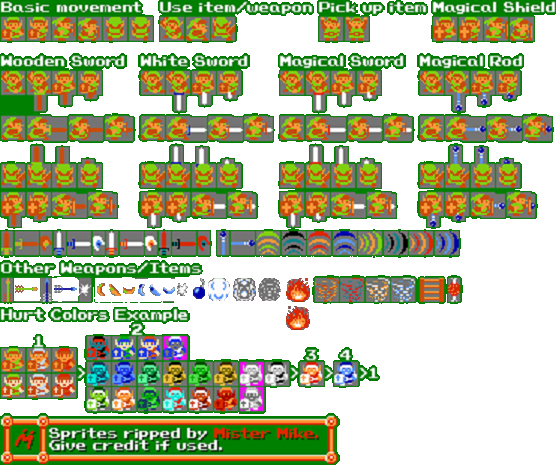 Basic movement
Use item/weapon
Pick up item
Magical Shield
Wooden Sword
White Sword
Magical Sword
Magical Rod
Other Weapons/Items
Hurt Colors Example
1
2
3
4
>
>
>
>1
Sprites ripped by Mister Mike.
Give credit if used.